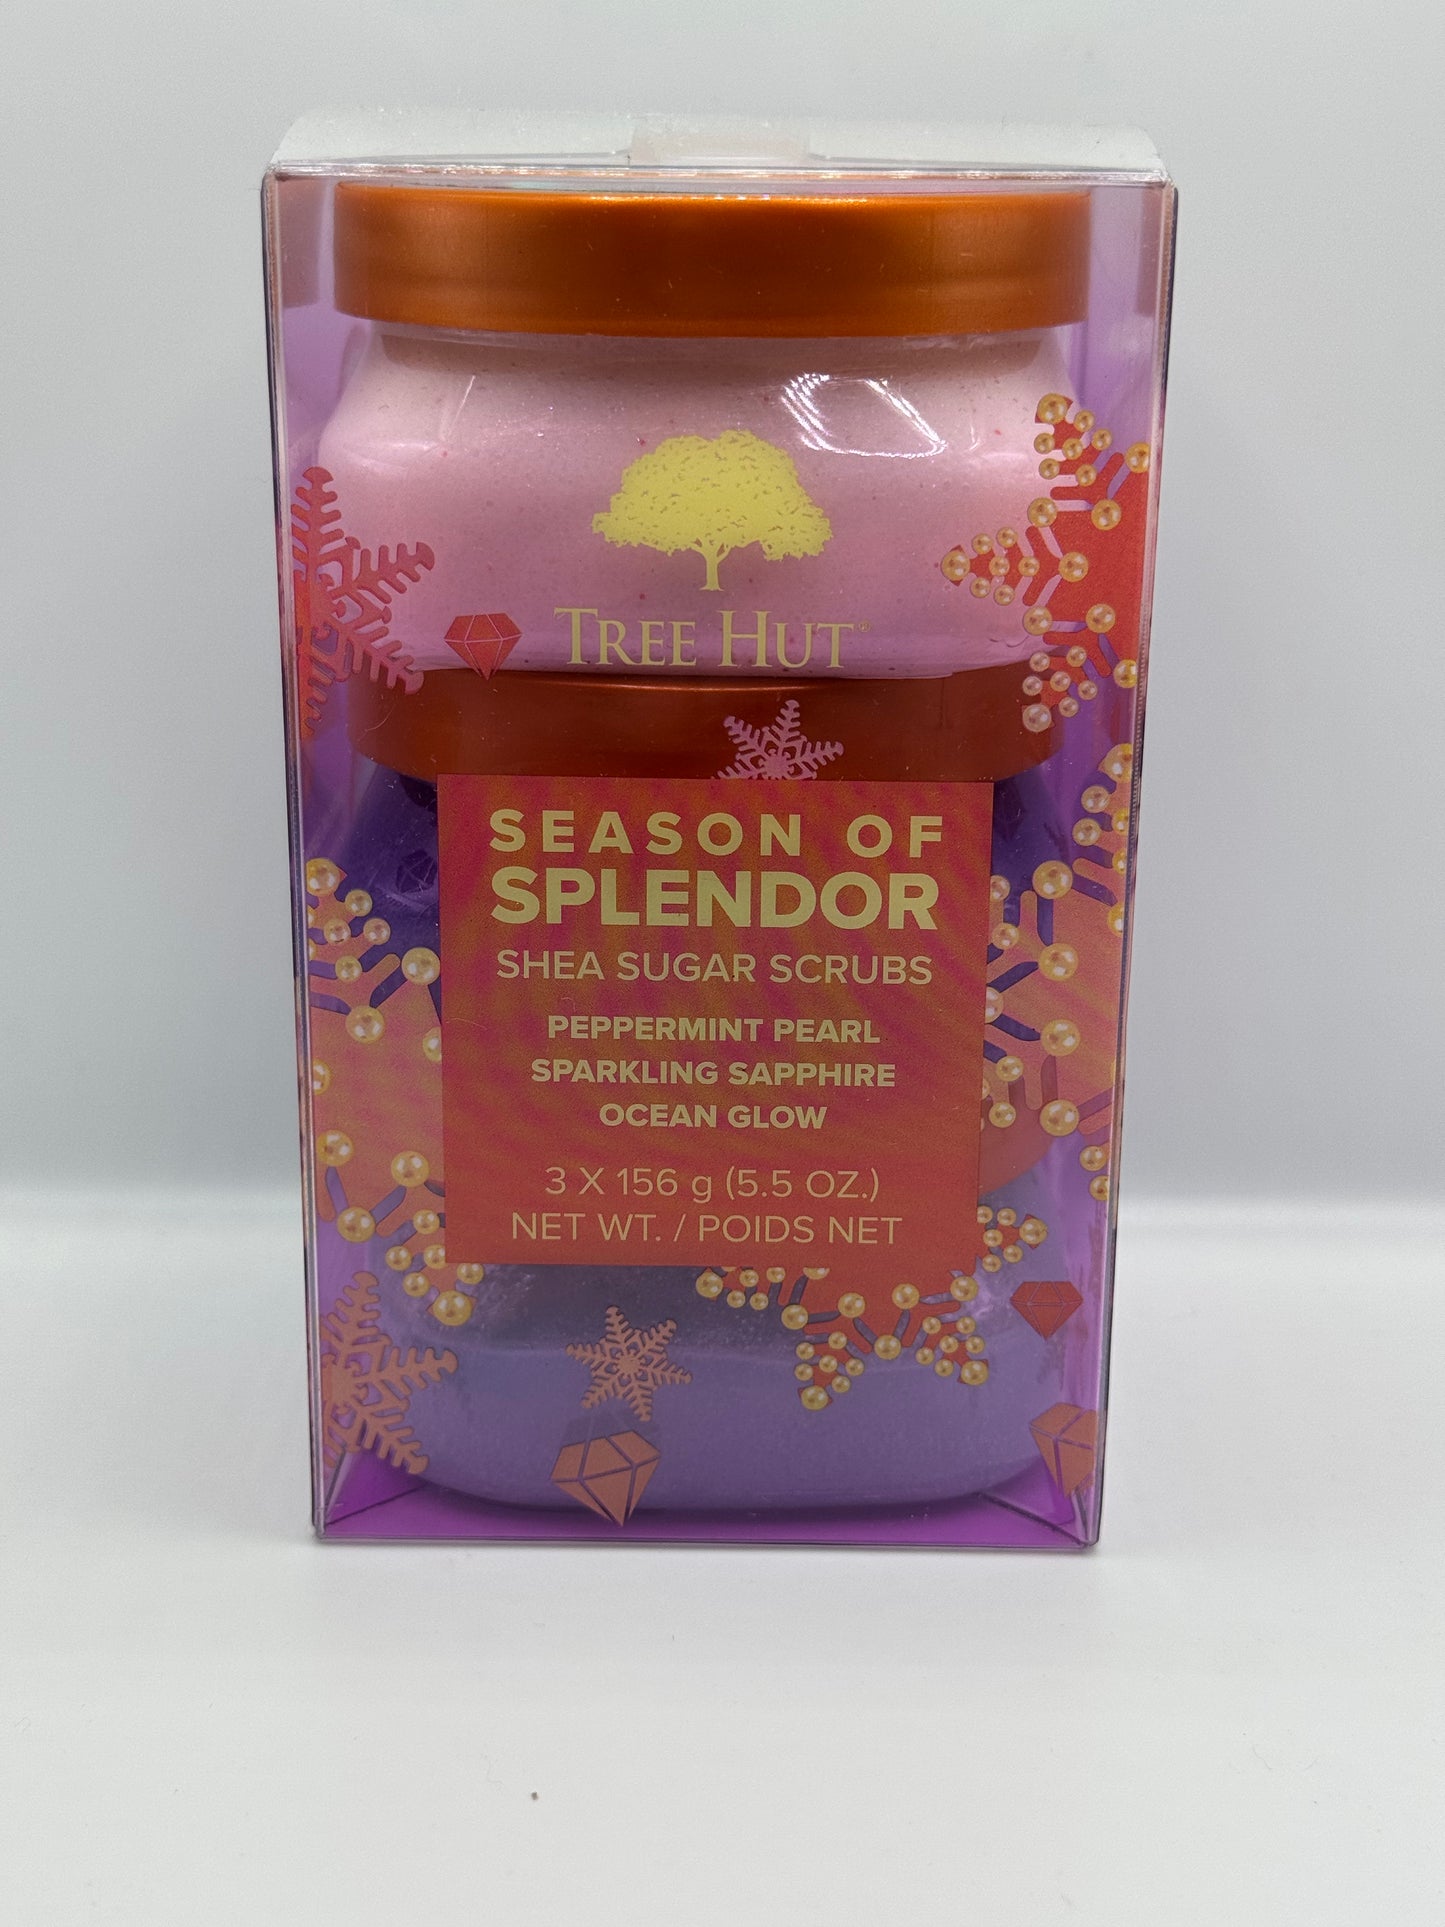 TREE HUT®
SEASON OF
SPLENDOR
SHEA SUGAR SCRUBS
PEPPERMINT PEARL
SPARKLING SAPPHIRE
OCEAN GLOW
3 X 156 g (5.5 OZ.)
NET WT. / POIDS NET